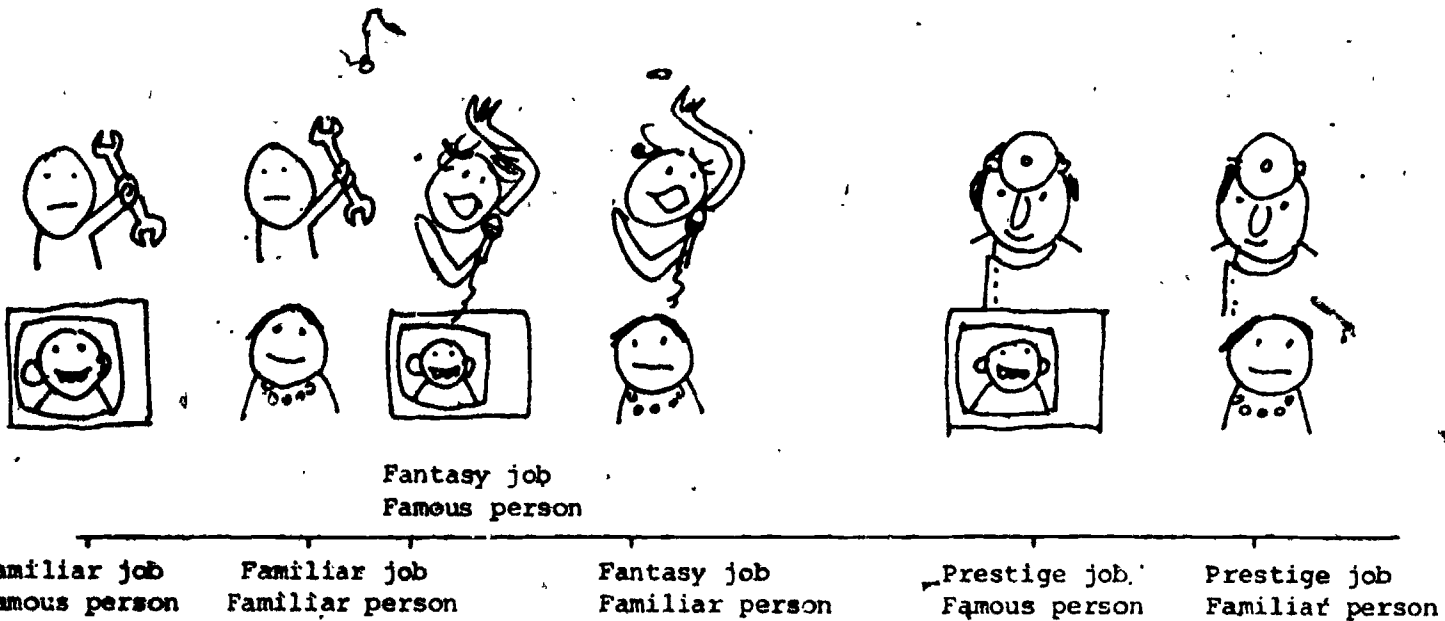 Fantasy job
Famous person
amiliar job
amous person
Familiar job
Familiar person
Fantasy job
Familiar person
Prestige job
Famous person
Prestige job
Familiar person